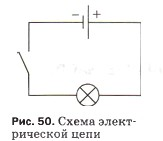 − +
Рис. 50. Схема элект-
рической цепи